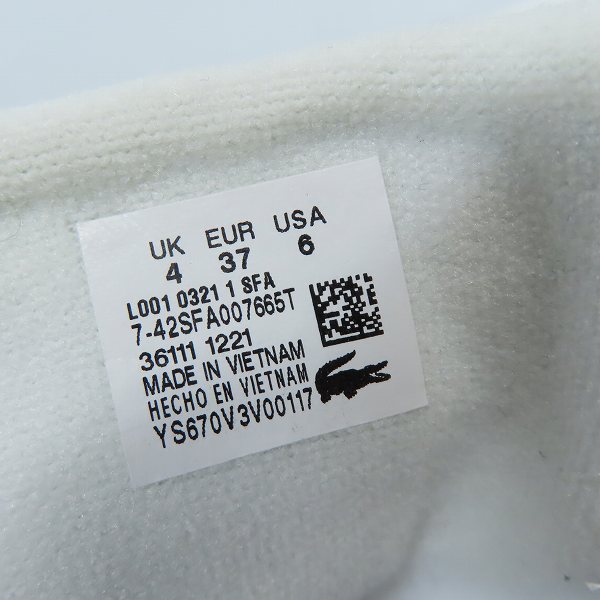 UK EUR USA
4 37 6
L001 0321 1 SFA
7-42SFA007665T
36111 1221
MADE IN VIETNAM
HECHO EN VIETNAM
YS670V3V00117